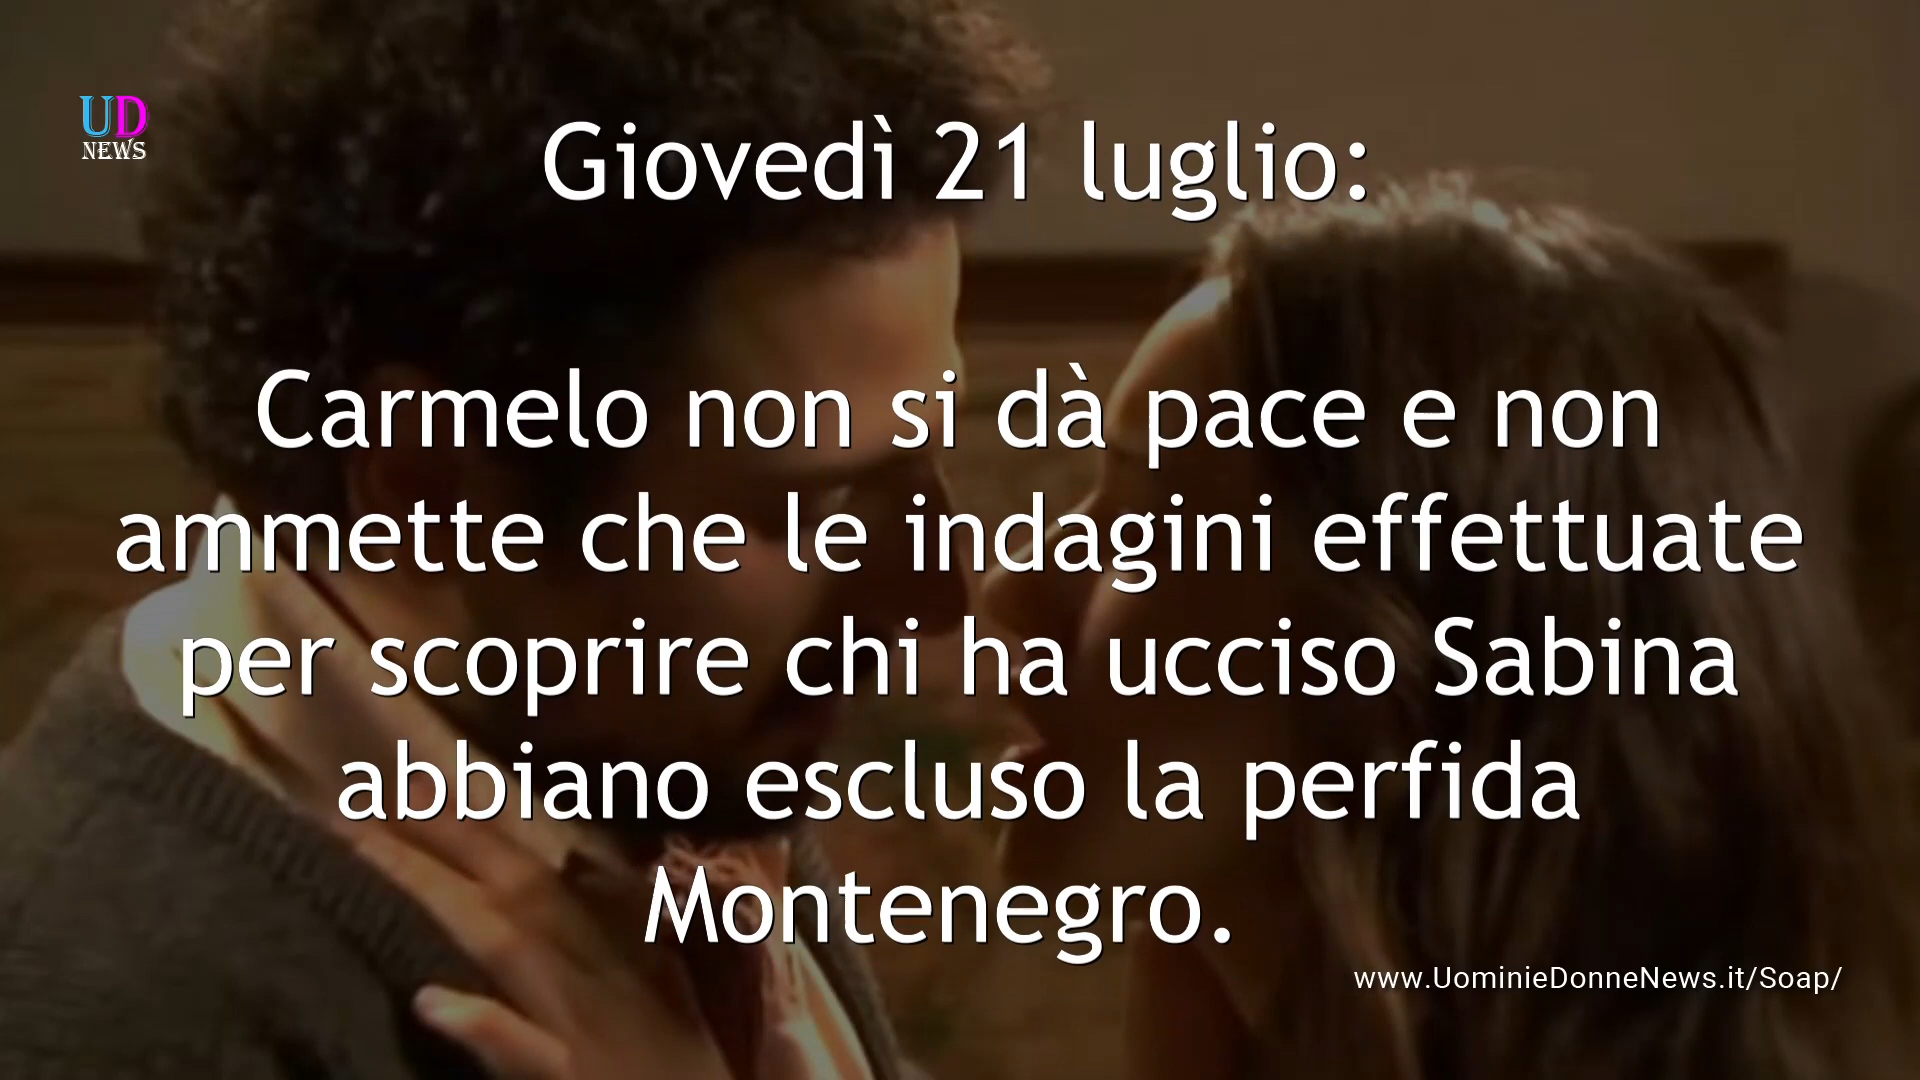 UD
NEWS
Giovedì 21 luglio:
Carmelo non si dà pace e non
ammette che le indagini effettuate
per scoprire chi ha ucciso Sabina
abbiano escluso la perfida
Montenegro.
www.UominieDonneNews.it/Soap/